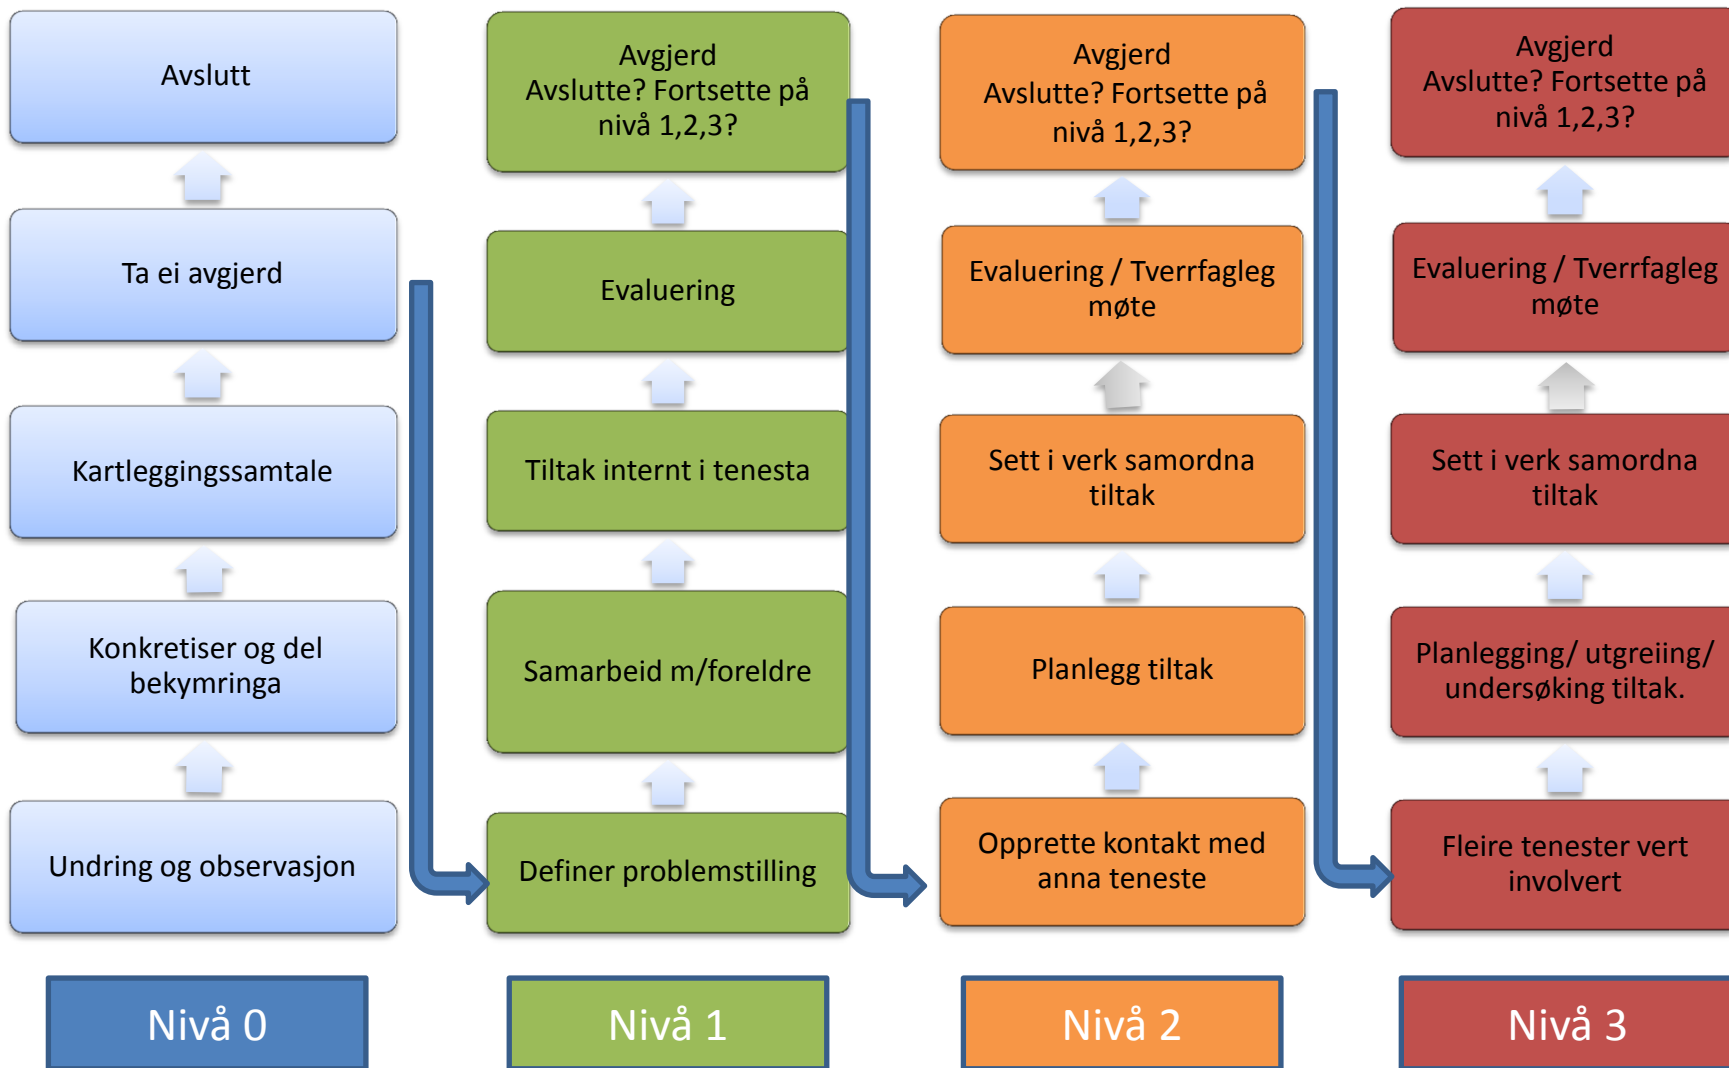 Avslutt
Ta ei avgjerd
Kartleggingssamtale
Konkretiser og del
bekymringa
Undring og observasjon
Nivå 0
Avgjerd
Avslutte? Fortsette på
nivå 1,2,3?
Evaluering
Tiltak internt i tenesta
Samarbeid m/foreldre
Definer problemstilling
Nivå 1
Avgjerd
Avslutte? Fortsette på
nivå 1,2,3?
Evaluering / Tverrfagleg
møte
Sett i verk samordna
tiltak
Planlegg tiltak
Opprette kontakt med
anna teneste
Nivå 2
Avgjerd
Avslutte? Fortsette på
nivå 1,2,3?
Evaluering / Tverrfagleg
møte
Sett i verk samordna
tiltak
Planlegging/ utgreiing/
undersøking tiltak.
Fleire tenester vert
involvert
Nivå 3